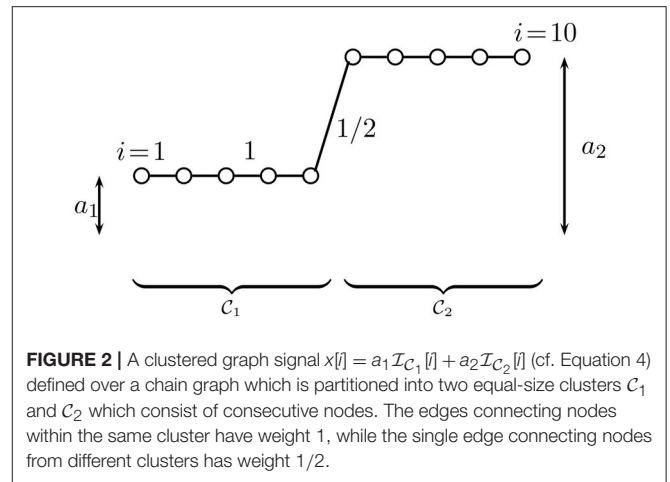 i=10
1/2
i=1
1
a₂
a₁
𝒞₁
𝒞₂
FIGURE 2 | A clustered graph signal x[i] = a₁ℐ_𝒞₁[i] + a₂ℐ_𝒞₂[i] (cf. Equation 4)
defined over a chain graph which is partitioned into two equal-size clusters 𝒞₁
and 𝒞₂ which consist of consecutive nodes. The edges connecting nodes
within the same cluster have weight 1, while the single edge connecting nodes
from different clusters has weight 1/2.